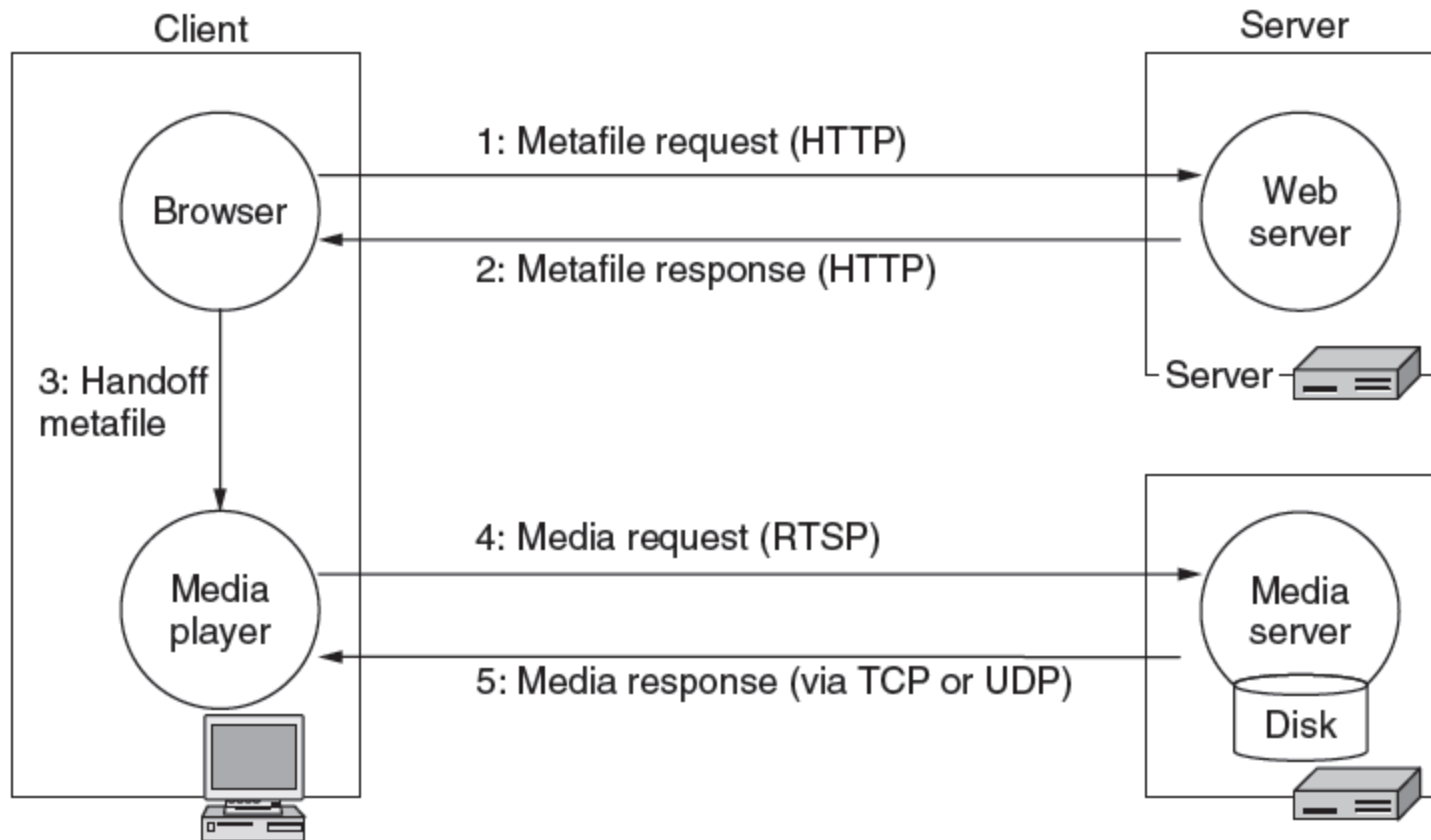 Client
Server
1: Metafile request (HTTP)
Browser
Web
server
2: Metafile response (HTTP)
3: Handoff
metafile
Server
4: Media request (RTSP)
Media
player
Media
server
5: Media response (via TCP or UDP)
Disk